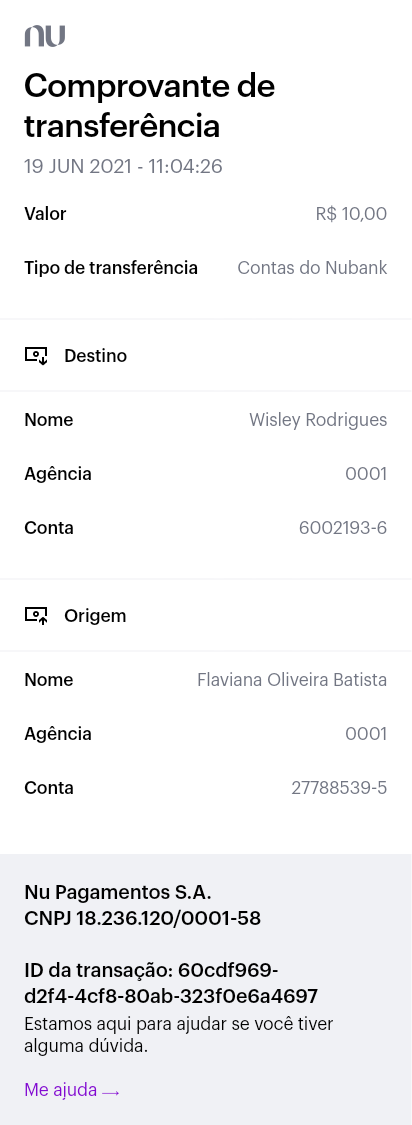 nu
Comprovante de
transferência
19 JUN 2021 - 11:04:26
Valor R$ 10,00
Tipo de transferência Contas do Nubank
Destino
Nome Wisley Rodrigues
Agência 0001
Conta 6002193-6
Origem
Nome Flaviana Oliveira Batista
Agência 0001
Conta 27788539-5
Nu Pagamentos S.A.
CNPJ 18.236.120/0001-58
ID da transação: 60cdf969-
d2f4-4cf8-80ab-323f0e6a4697
Estamos aqui para ajudar se você tiver
alguma dúvida.
Me ajuda →